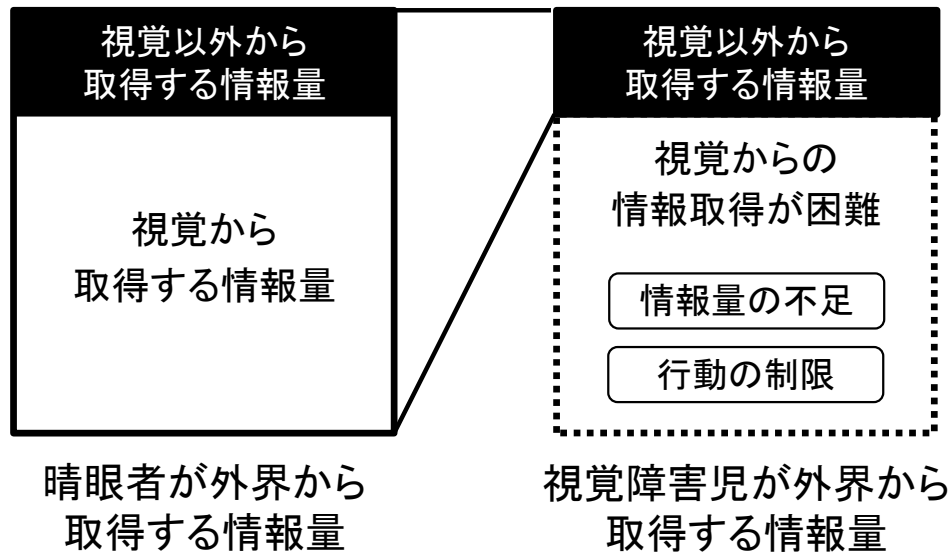 視覚以外から
取得する情報量
視覚から
取得する情報量
晴眼者が外界から
取得する情報量
視覚以外から
取得する情報量
視覚からの
情報取得が困難
情報量の不足
行動の制限
視覚障害児が外界から
取得する情報量